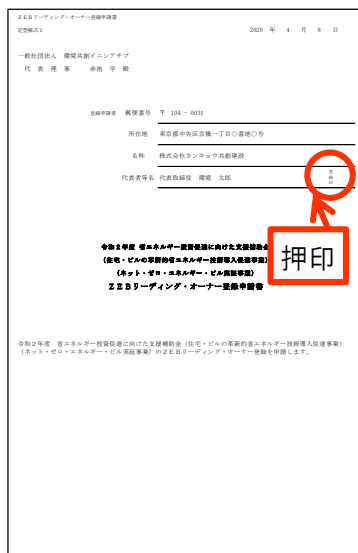 ZEBリーディング・オーナー登録申請書
定型様式1
2020 年 4 月 8 日
一般社団法人 環境共創イニシアチブ
代 表 理 事 赤池 学 殿
登録申請者 郵便番号 〒 104 - 0031
所在地 東京都中央区京橋一丁目〇番地〇号
名称 株式会社カンキョウ共創建設
代表者等名 代表取締役 環境 太郎
登録印
押印
令和2年度 省エネルギー投資促進に向けた支援補助金
(住宅・ビルの革新的省エネルギー技術導入促進事業)
(ネット・ゼロ・エネルギー・ビル実証事業)
ZEBリーディング・オーナー登録申請書
令和2年度 省エネルギー投資促進に向けた支援補助金(住宅・ビルの革新的省エネルギー技術導入促進事業)
(ネット・ゼロ・エネルギー・ビル実証事業)のZEBリーディング・オーナー登録を申請します。